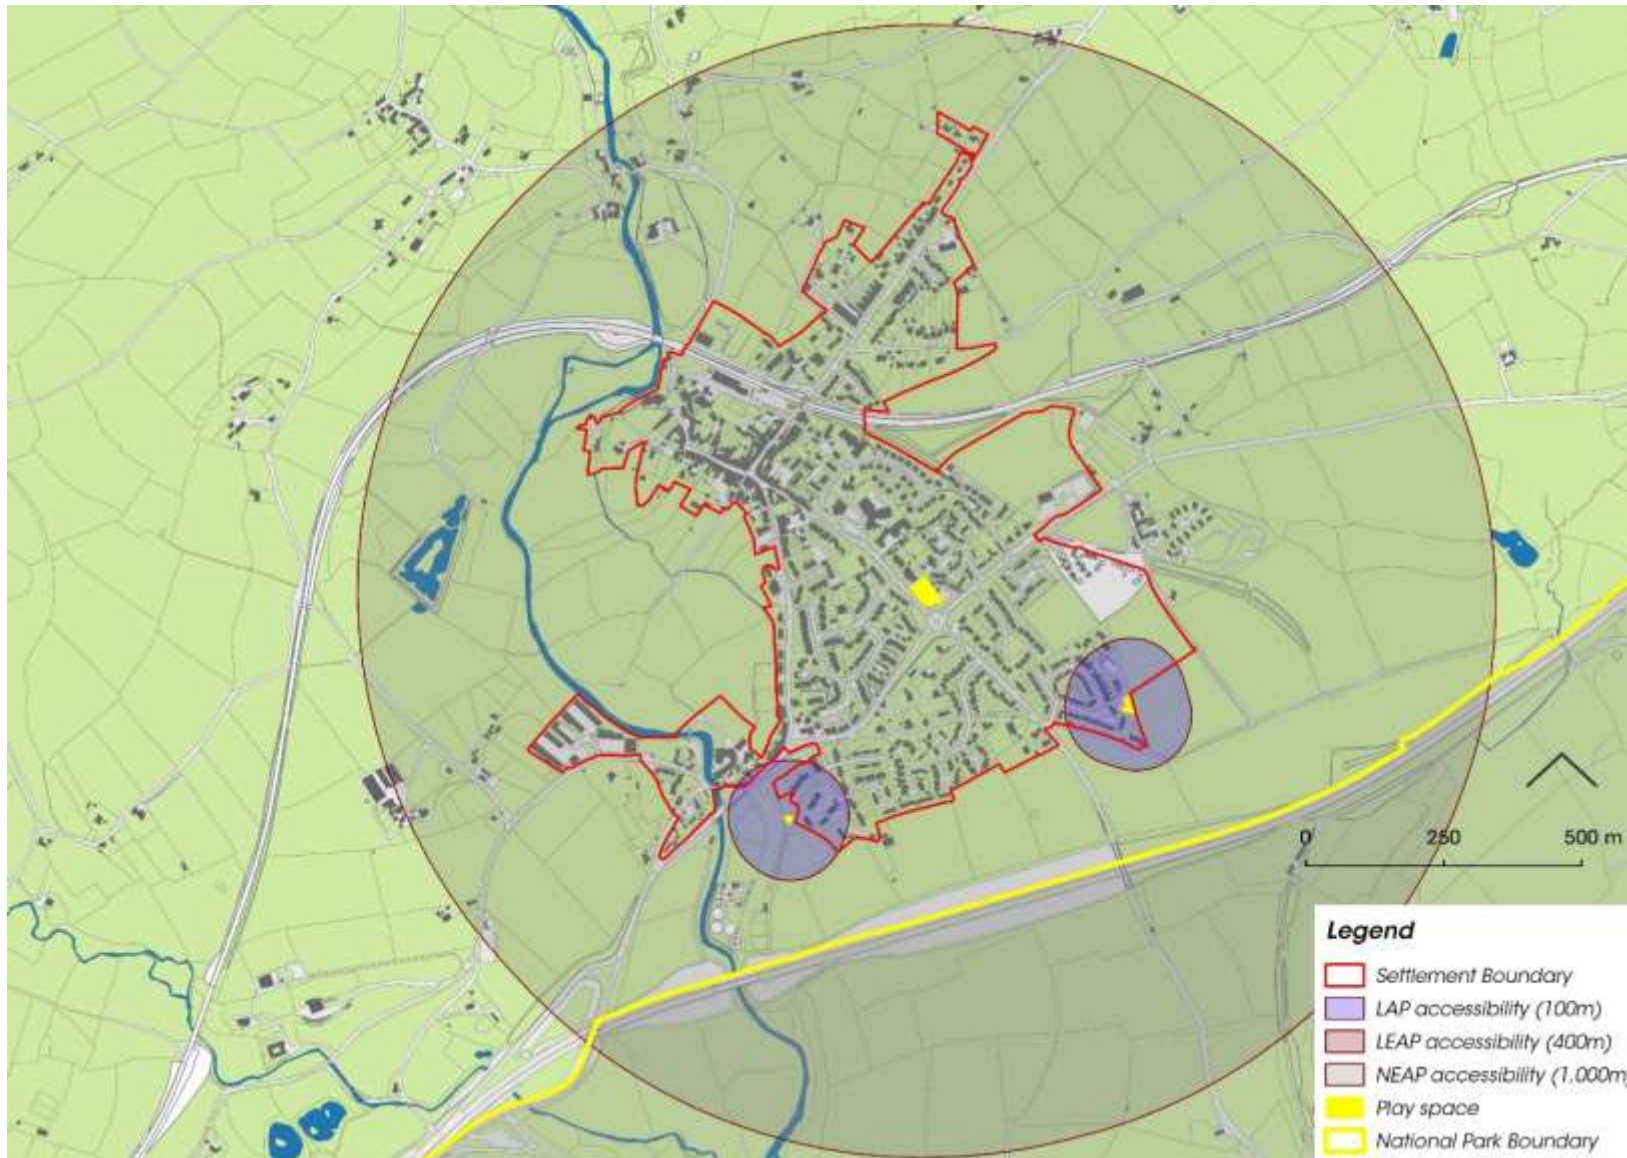 0 250 500 m
Legend
Settlement Boundary
LAP accessibility (100m)
LEAP accessibility (400m)
NEAP accessibility (1,000m
Play space
National Park Boundary